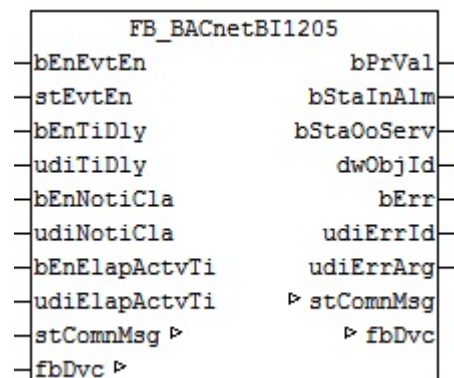 FB_BACnetBI1205
bEnEvtEn bPrVal
stEvtEn bStaInAlm
bEnTiDly bStaOoServ
udiTiDly dwObjId
bEnNotiCla bErr
udiNotiCla udiErrId
bEnElapActvTi udiErrArg
udiElapActvTi ▷ stComnMsg
stComnMsg ▷ ▷ fbDvc
fbDvc ▷